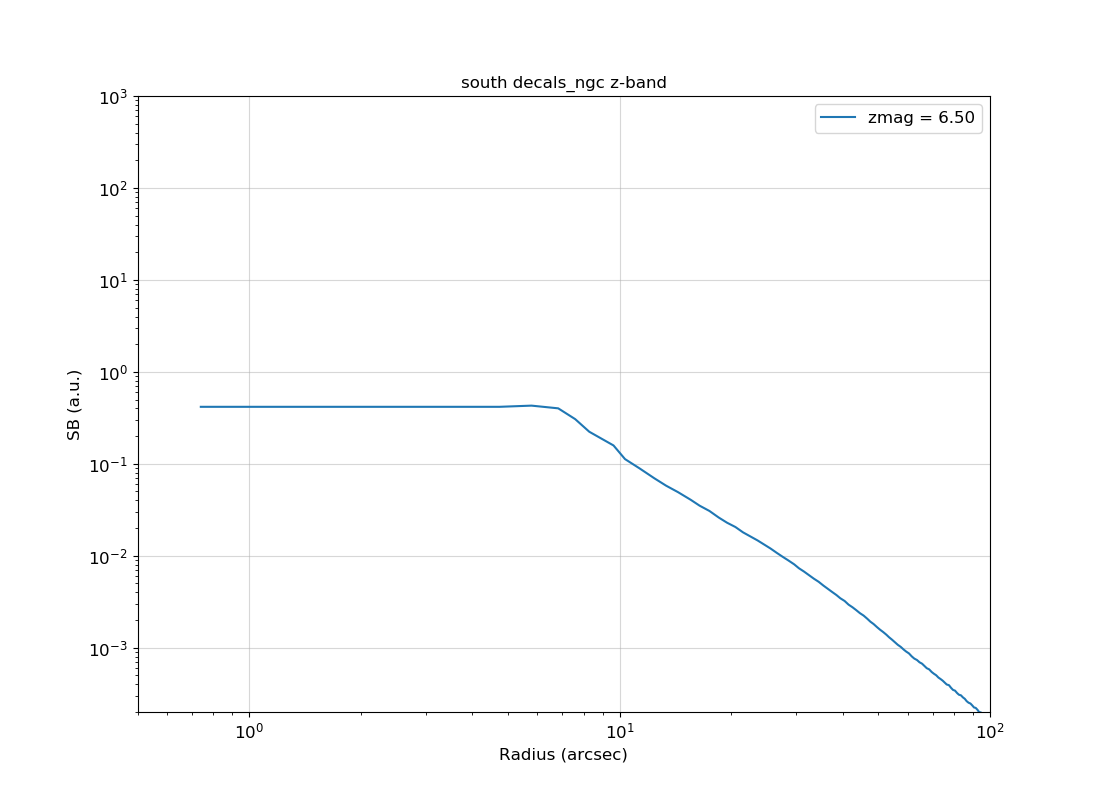 south decals_ngc z-band
zmag = 6.50
SB (a.u.)
10³
10²
10¹
10⁰
10⁻¹
10⁻²
10⁻³
10⁰ 10¹ 10²
Radius (arcsec)